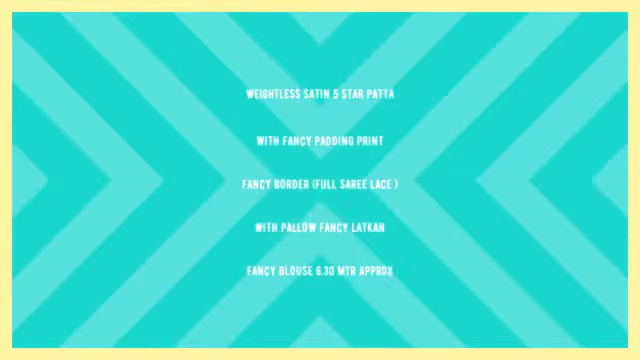 WEIGHTLESS SATIN 5 STAR PATTA
WITH FANCY PADDING PRINT
FANCY BORDER (FULL SAREE LACE )
WITH PALLOW FANCY LATKAN
FANCY BLOUSE 6.30 MTR APPROX